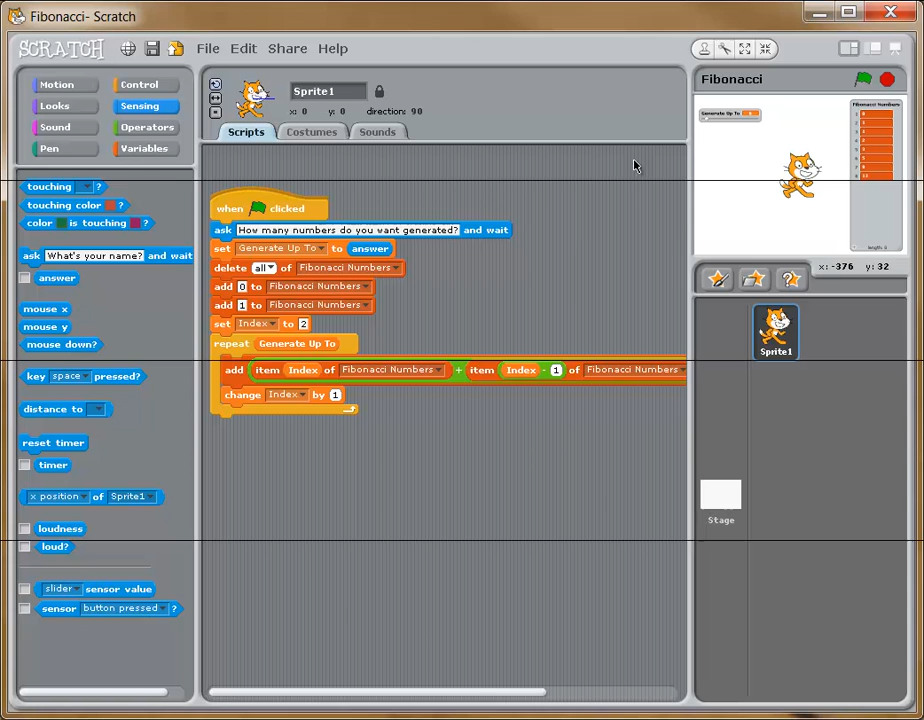 Fibonacci- Scratch
SCRATCH File Edit Share Help
Motion Control
Looks Sensing
Sound Operators
Pen Variables
touching ?
touching color ?
color is touching ?
ask What's your name? and wait
answer
mouse x
mouse y
mouse down?
key space pressed?
distance to
reset timer
timer
x position of Sprite1
loudness
loud?
slider sensor value
sensor button pressed ?
Sprite1
x: 0 y: 0 direction: 90
Scripts Costumes Sounds
when clicked
ask How many numbers do you want generated? and wait
set Generate Up To to answer
delete all of Fibonacci Numbers
add 0 to Fibonacci Numbers
add 1 to Fibonacci Numbers
set Index to 2
repeat Generate Up To
add item Index of Fibonacci Numbers + item Index - 1 of Fibonacci Numbers
change Index by 1
Fibonacci
Generate Up To
Fibonacci Numbers
x: -376 y: 32
Sprite1
Stage